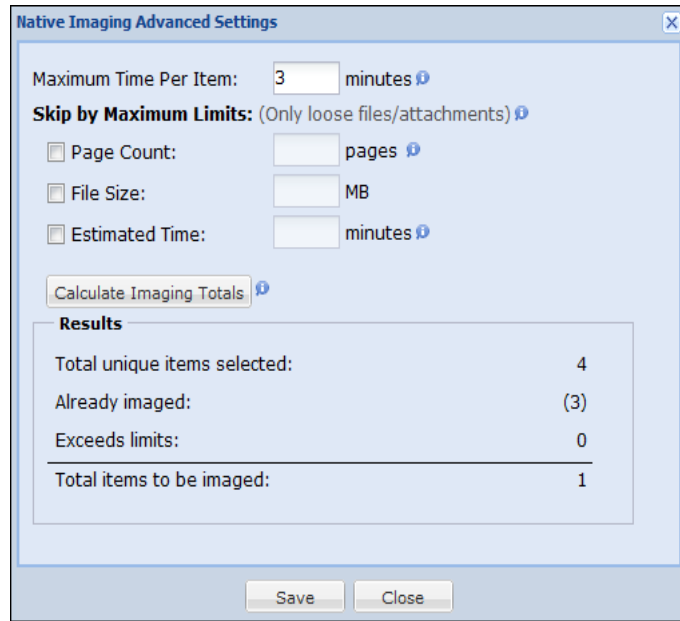 Native Imaging Advanced Settings
Maximum Time Per Item: 3 minutes
Skip by Maximum Limits: (Only loose files/attachments)
Page Count: pages
File Size: MB
Estimated Time: minutes
Calculate Imaging Totals
Results
Total unique items selected: 4
Already imaged: (3)
Exceeds limits: 0
Total items to be imaged: 1
Save Close